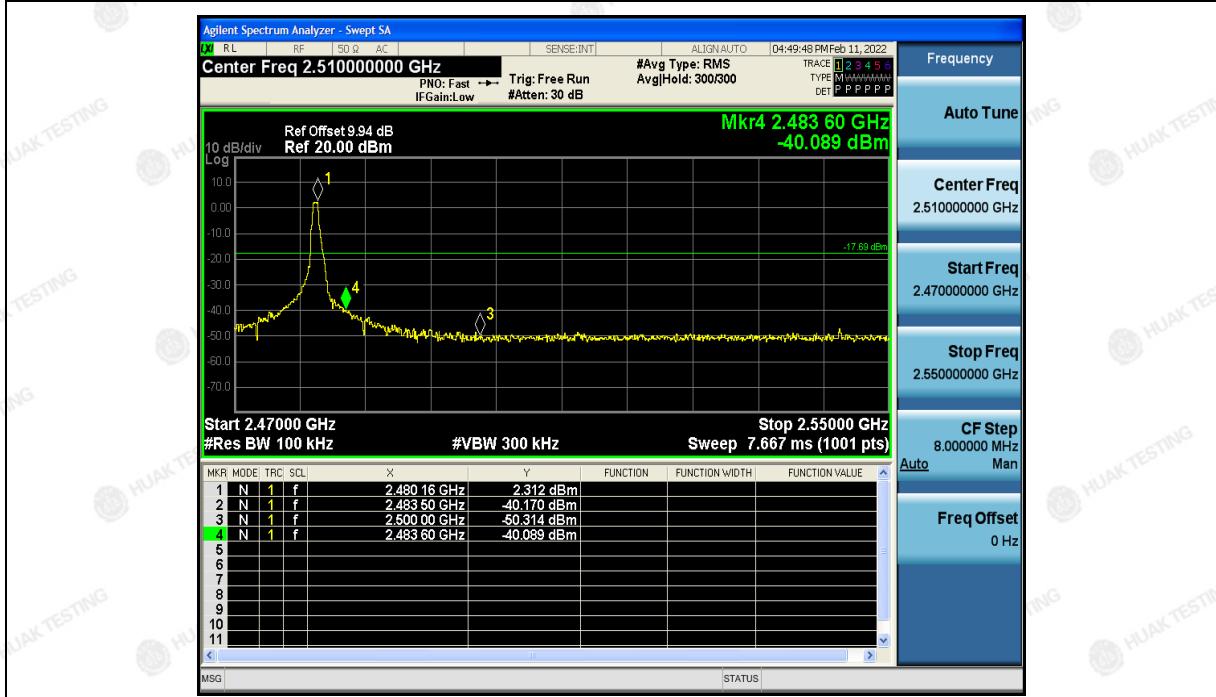 Agilent Spectrum Analyzer - Swept SA
LXI RL RF 50 Ω AC SENSE:INT ALIGN AUTO 04:49:48 PM Feb 11, 2022
Center Freq 2.510000000 GHz
PNO: Fast
IFGain:Low
Trig: Free Run
#Atten: 30 dB
#Avg Type: RMS
Avg|Hold: 300/300
TRACE 1 2 3 4 5 6
TYPE M WWWWW
DET P P P P P P
Frequency
Auto Tune
Center Freq
2.510000000 GHz
Start Freq
2.470000000 GHz
Stop Freq
2.550000000 GHz
CF Step
8.000000 MHz
Auto Man
Freq Offset
0 Hz
Mkr4 2.483 60 GHz
-40.089 dBm
Ref Offset 9.94 dB
10 dB/div Ref 20.00 dBm
Log
10.0
0.00
-10.0
-20.0
-30.0
-40.0
-50.0
-60.0
-70.0
1
4
3
-17.69 dBm
Start 2.47000 GHz Stop 2.55000 GHz
#Res BW 100 kHz #VBW 300 kHz Sweep 7.667 ms (1001 pts)
MKR MODE TRC SCL X Y FUNCTION FUNCTION WIDTH FUNCTION VALUE
1 N 1 f 2.480 16 GHz 2.312 dBm
2 N 1 f 2.483 50 GHz -40.170 dBm
3 N 1 f 2.500 00 GHz -50.314 dBm
4 N 1 f 2.483 60 GHz -40.089 dBm
5
6
7
8
9
10
11
MSG STATUS
HUAK TESTING